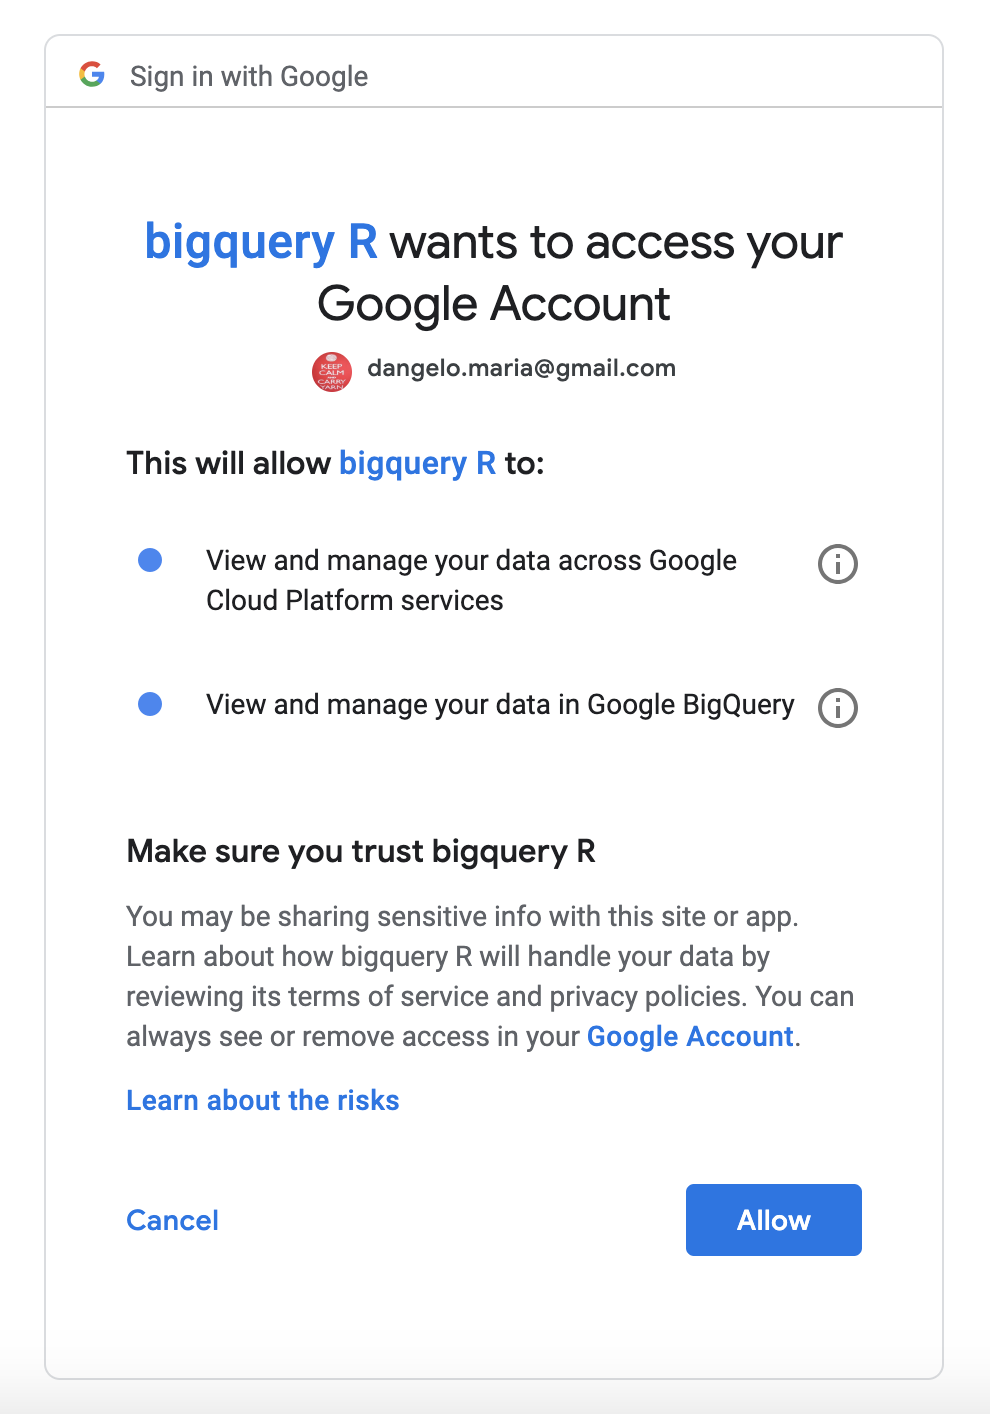 Sign in with Google
bigquery R wants to access your
Google Account
KEEP
CALM
AND
CARRY
YARN
dangelo.maria@gmail.com
This will allow bigquery R to:
View and manage your data across Google
Cloud Platform services
View and manage your data in Google BigQuery
Make sure you trust bigquery R
You may be sharing sensitive info with this site or app.
Learn about how bigquery R will handle your data by
reviewing its terms of service and privacy policies. You can
always see or remove access in your Google Account.
Learn about the risks
Cancel
Allow